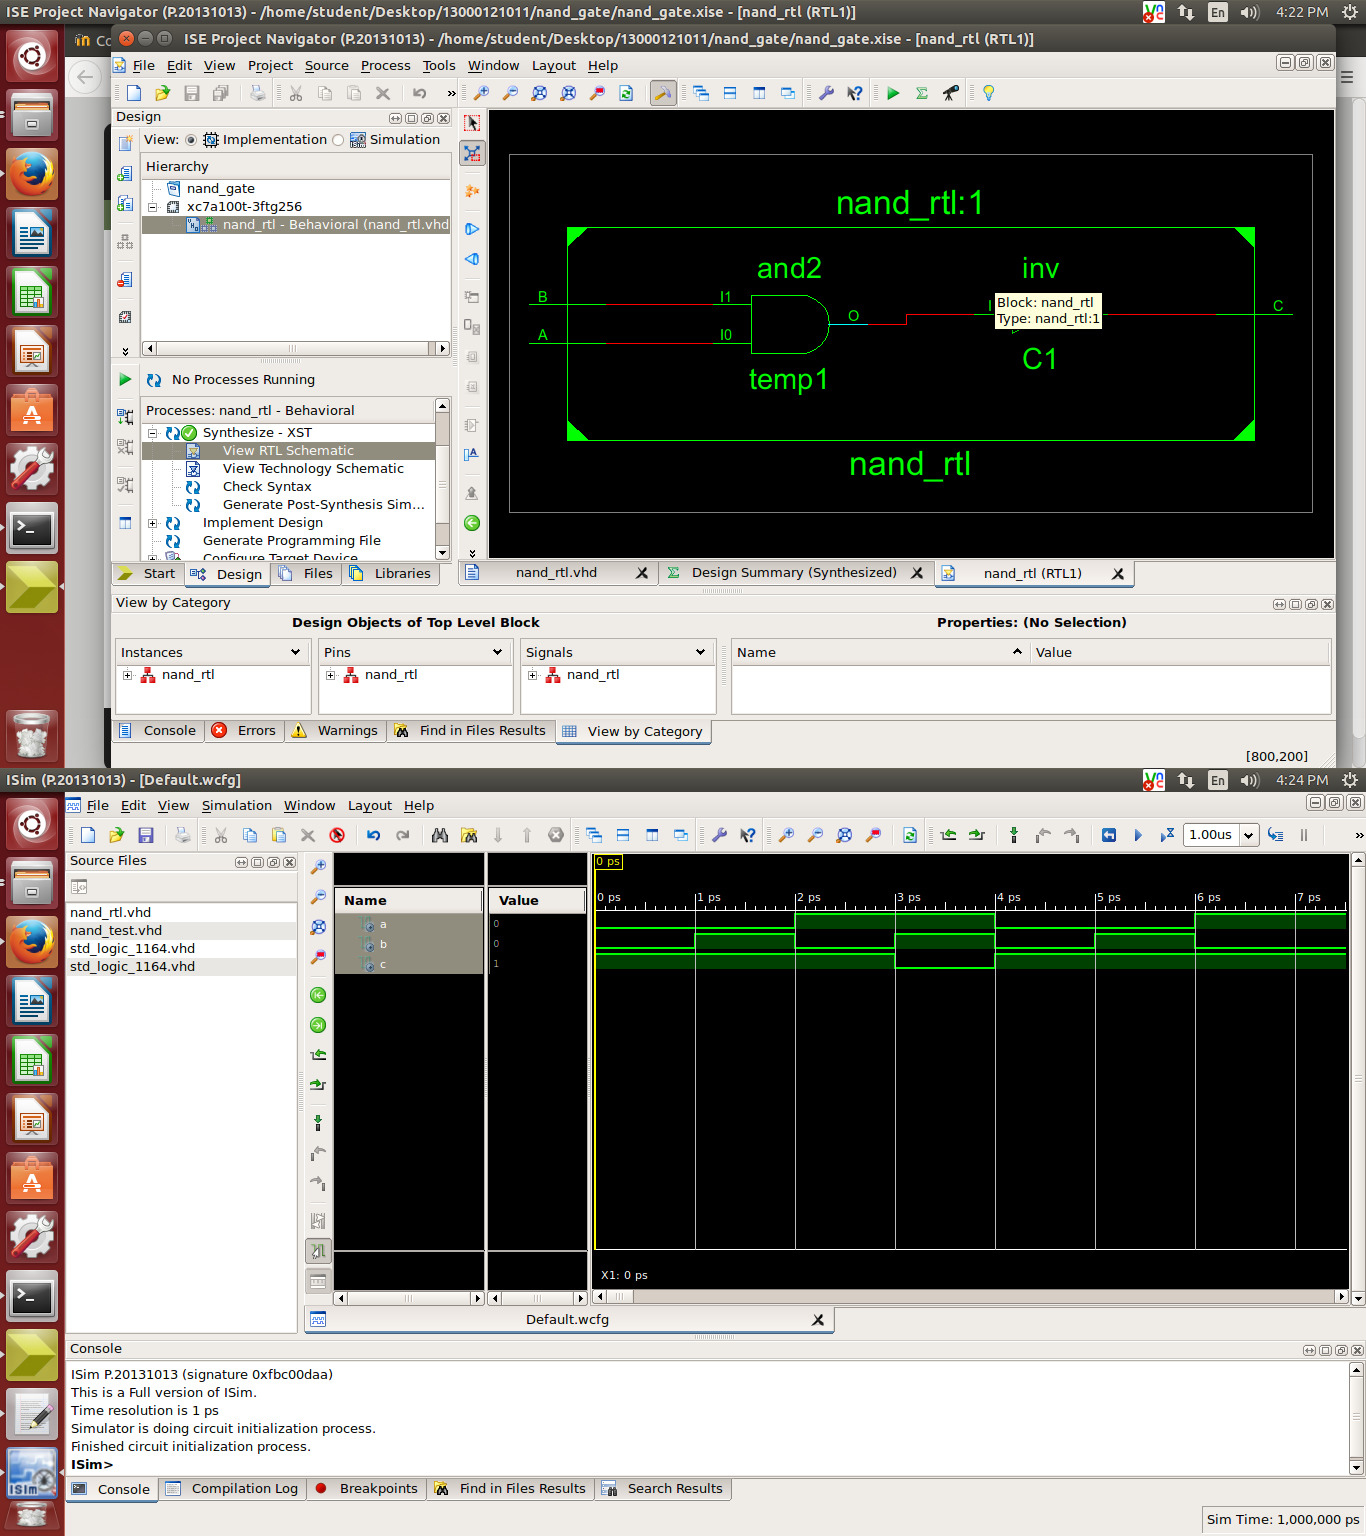 ISE Project Navigator (P.20131013) - /home/student/Desktop/13000121011/nand_gate/nand_gate.xise - [nand_rtl (RTL1)]
En 4:22 PM
Co
ISE Project Navigator (P.20131013) - /home/student/Desktop/13000121011/nand_gate/nand_gate.xise - [nand_rtl (RTL1)]
File Edit View Project Source Process Tools Window Layout Help
Design
View: Implementation Simulation
Hierarchy
nand_gate
xc7a100t-3ftg256
nand_rtl - Behavioral (nand_rtl.vhd
No Processes Running
Processes: nand_rtl - Behavioral
Synthesize - XST
View RTL Schematic
View Technology Schematic
Check Syntax
Generate Post-Synthesis Sim...
Implement Design
Generate Programming File
Configure Target Device
Start Design Files Libraries
nand_rtl:1
and2
inv
B I1
A I0
O
I
C
Block: nand_rtl
Type: nand_rtl:1
temp1
C1
nand_rtl
nand_rtl.vhd Design Summary (Synthesized) nand_rtl (RTL1)
View by Category
Design Objects of Top Level Block Properties: (No Selection)
Instances Pins Signals Name Value
nand_rtl nand_rtl nand_rtl
Console Errors Warnings Find in Files Results View by Category
[800,200]
ISim (P.20131013) - [Default.wcfg]
En 4:24 PM
File Edit View Simulation Window Layout Help
1.00us
Source Files
nand_rtl.vhd
nand_test.vhd
std_logic_1164.vhd
std_logic_1164.vhd
Name Value
a 0
b 0
c 1
0 ps
0 ps 1 ps 2 ps 3 ps 4 ps 5 ps 6 ps 7 ps
X1: 0 ps
Default.wcfg
Console
ISim P.20131013 (signature 0xfbc00daa)
This is a Full version of ISim.
Time resolution is 1 ps
Simulator is doing circuit initialization process.
Finished circuit initialization process.
ISim>
Console Compilation Log Breakpoints Find in Files Results Search Results
Sim Time: 1,000,000 ps